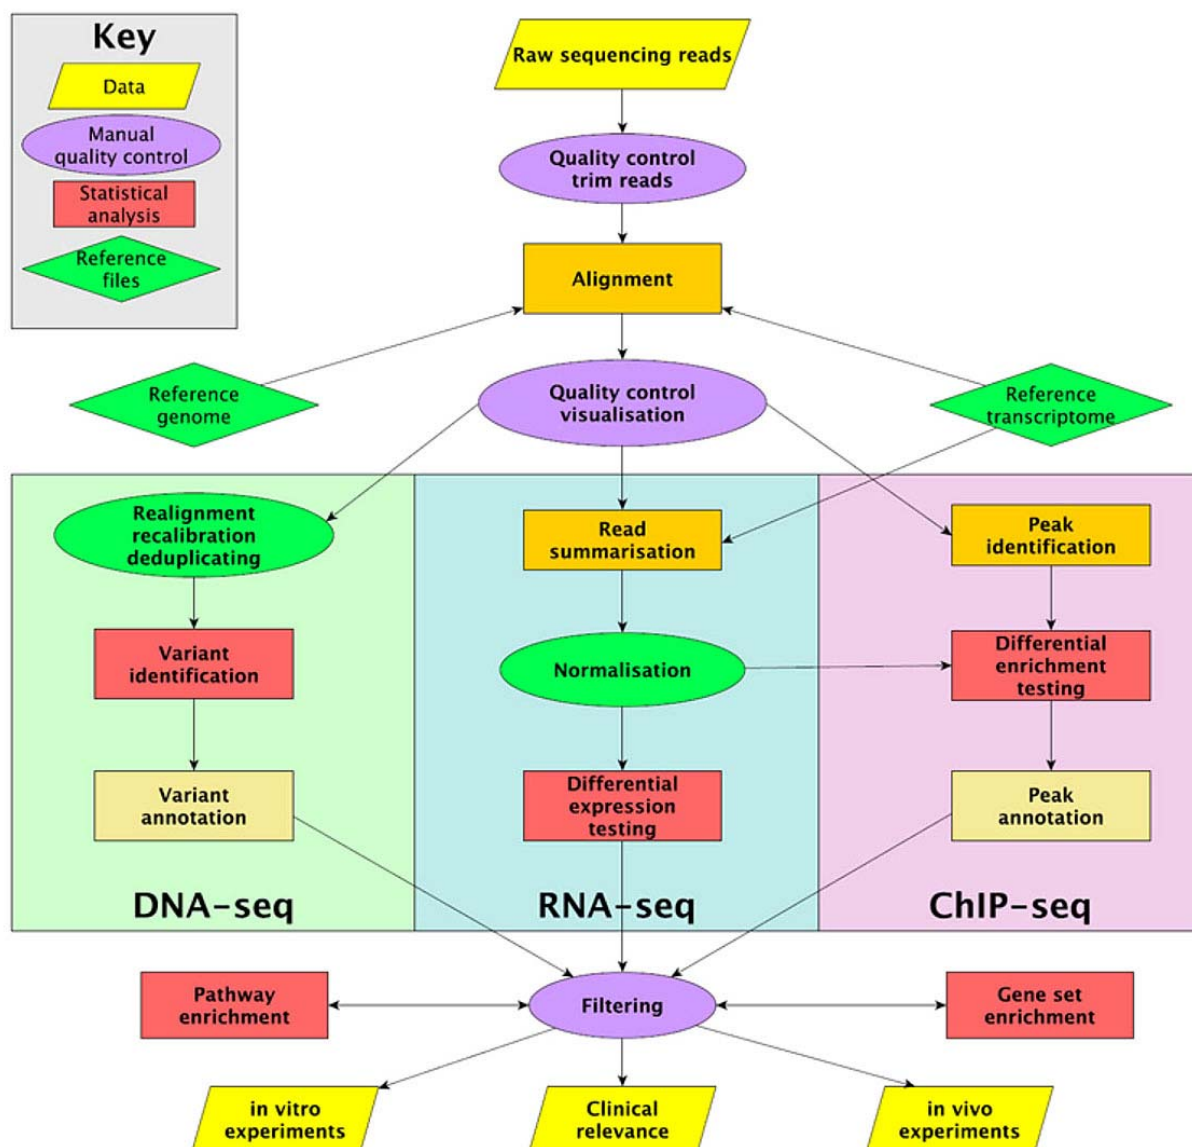 Key
Data
Manual
quality control
Statistical
analysis
Reference
files
Raw sequencing reads
Quality control
trim reads
Alignment
Reference
genome
Quality control
visualisation
Reference
transcriptome
Realignment
recalibration
deduplicating
Variant
identification
Variant
annotation
DNA-seq
Read
summarisation
Normalisation
Differential
expression
testing
RNA-seq
Peak
identification
Differential
enrichment
testing
Peak
annotation
ChIP-seq
Pathway
enrichment
Filtering
Gene set
enrichment
in vitro
experiments
Clinical
relevance
in vivo
experiments